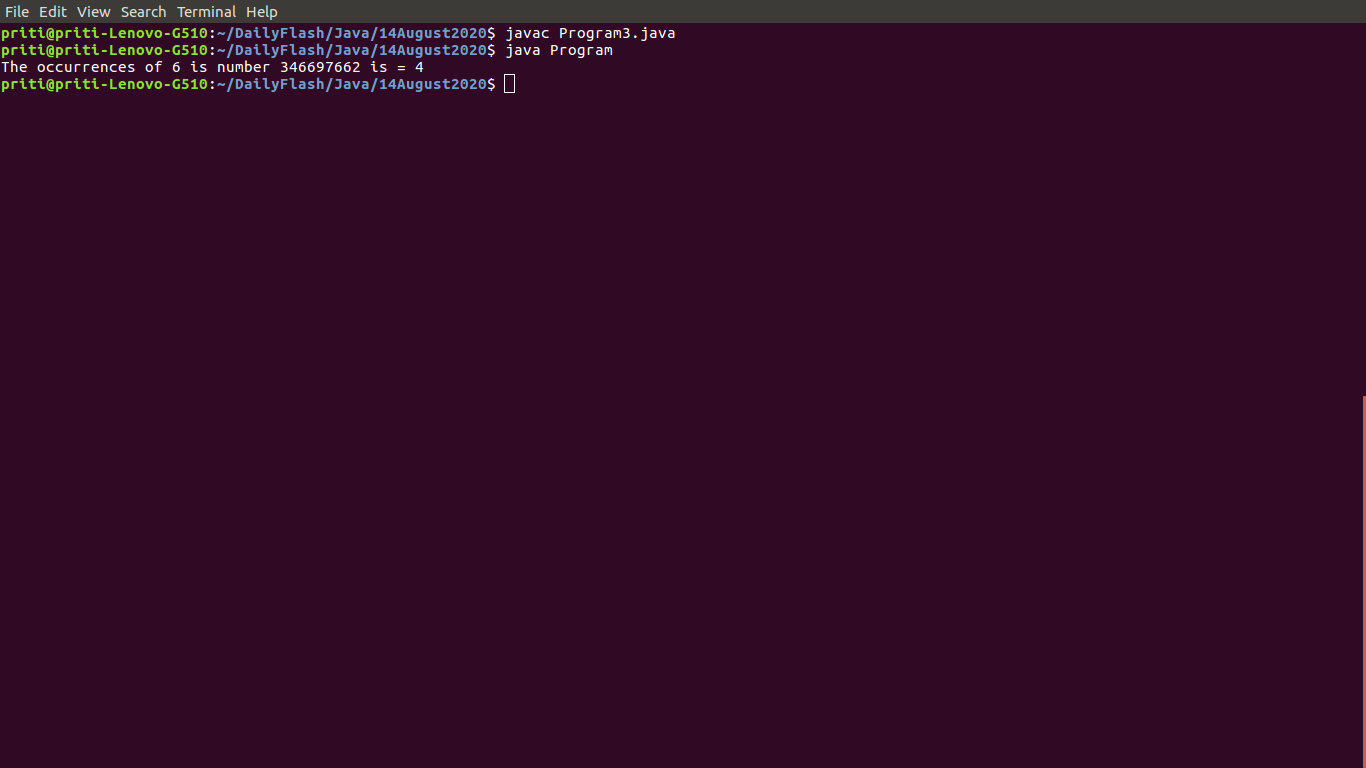 File Edit View Search Terminal Help
priti@priti-Lenovo-G510:~/DailyFlash/Java/14August2020$ javac Program3.java
priti@priti-Lenovo-G510:~/DailyFlash/Java/14August2020$ java Program
The occurrences of 6 is number 346697662 is = 4
priti@priti-Lenovo-G510:~/DailyFlash/Java/14August2020$